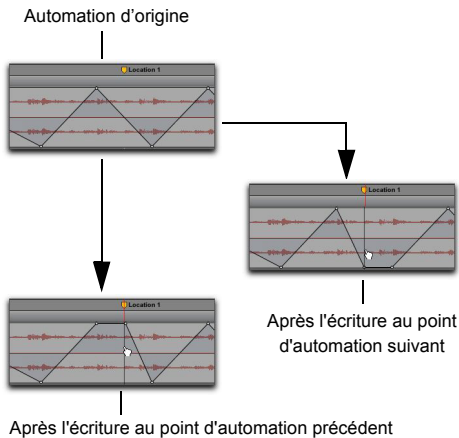 Automation d'origine
Location 1
Location 1
Location 1
Après l'écriture au point
d'automation suivant
Après l'écriture au point d'automation précédent